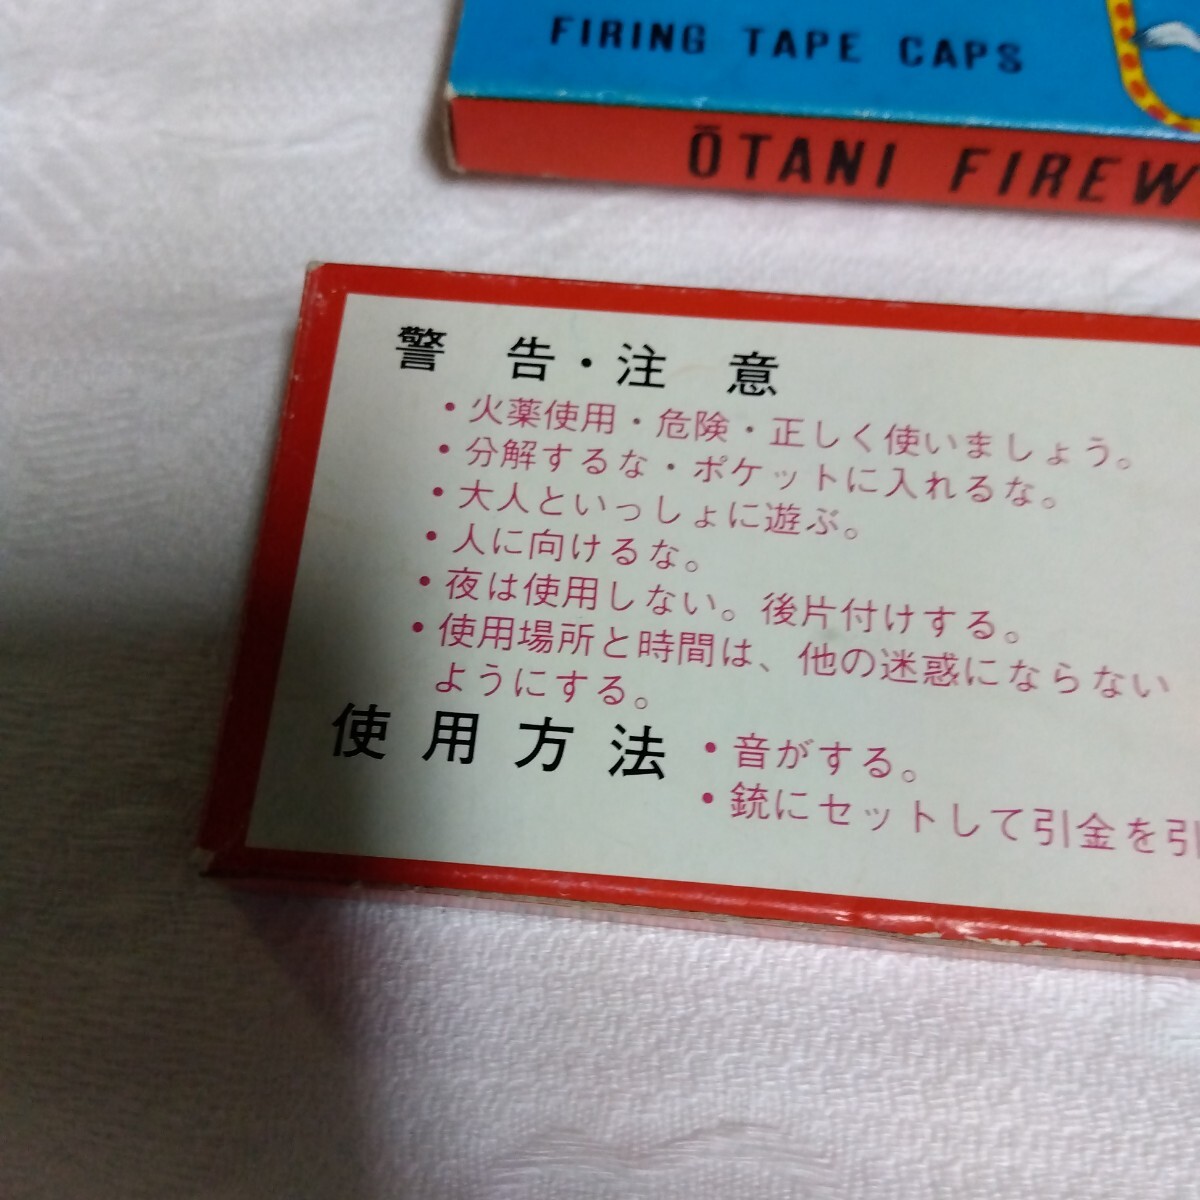 FIRING TAPE CAPS
ŌTANI FIREW
警告・注意
・火薬使用・危険・正しく使いましょう。
・分解するな・ポケットに入れるな。
・大人といっしょに遊ぶ。
・人に向けるな。
・夜は使用しない。後片付けする。
・使用場所と時間は、他の迷惑にならない
ようにする。
使用方法
・音がする。
・銃にセットして引金を引